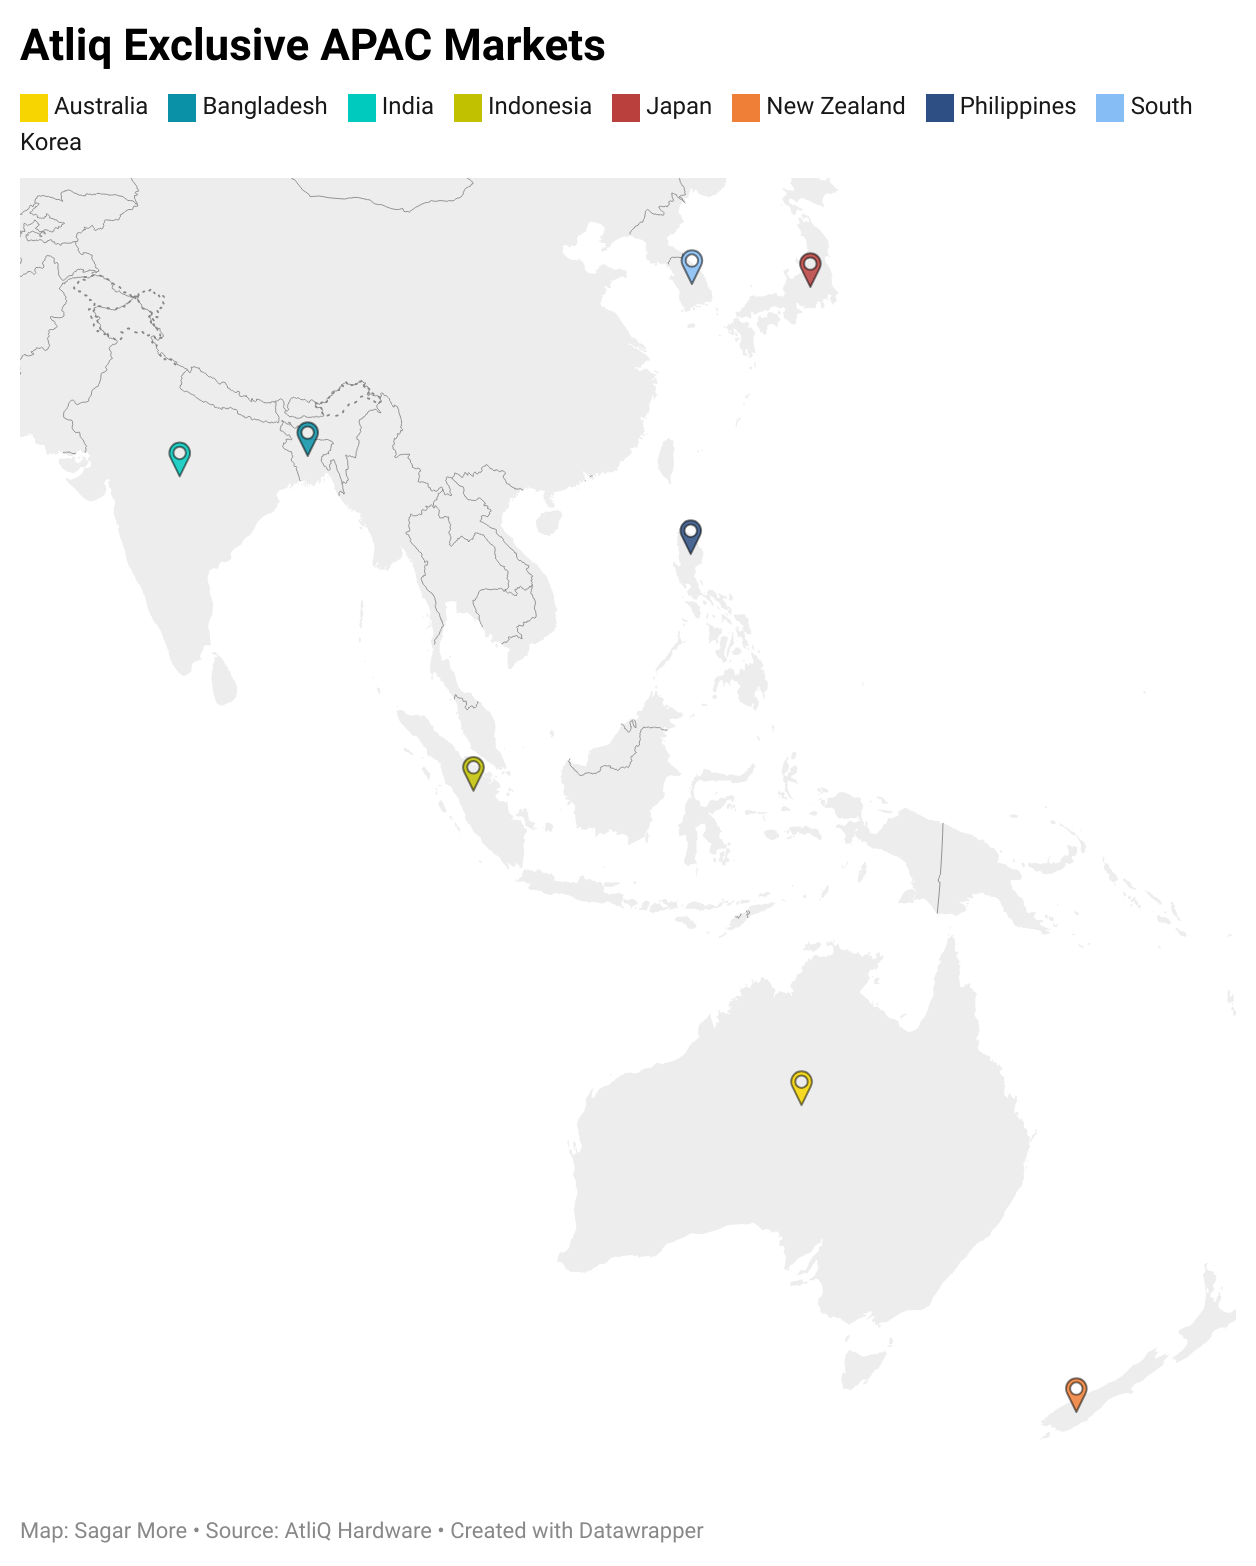 Atliq Exclusive APAC Markets
Australia Bangladesh India Indonesia Japan New Zealand Philippines South
Korea
Map: Sagar More • Source: AtliQ Hardware • Created with Datawrapper